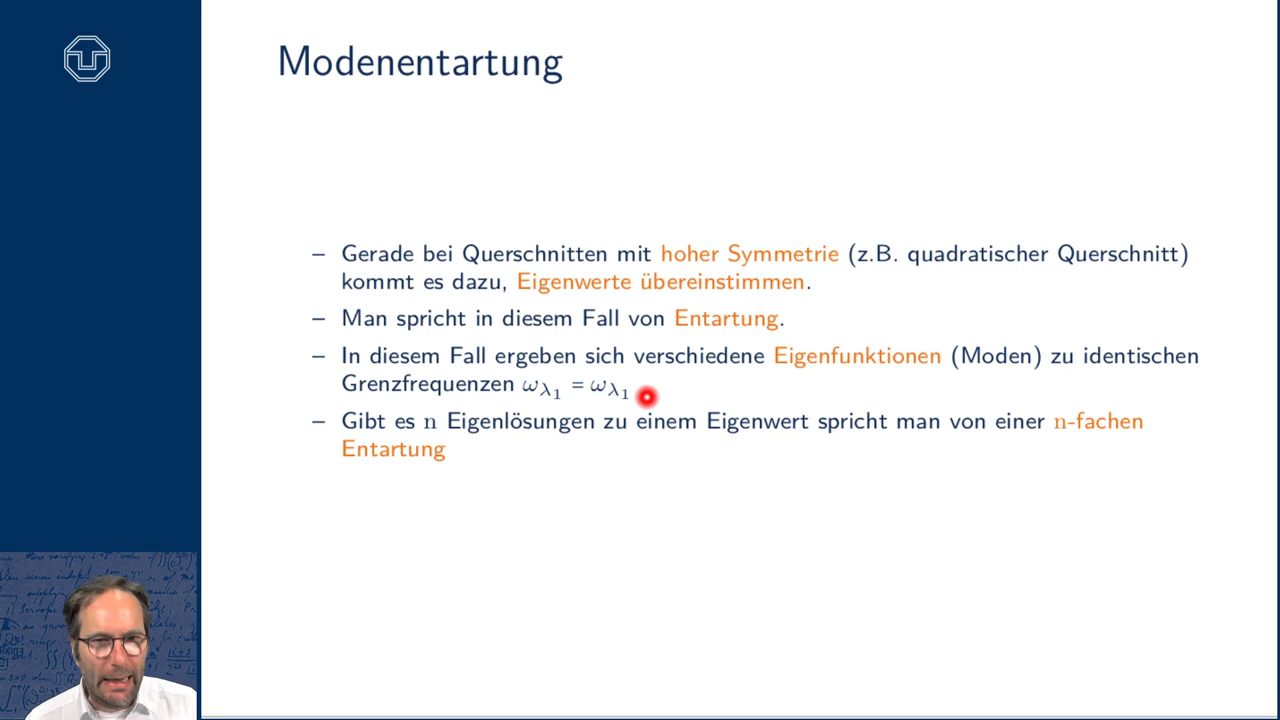 Modenentartung
– Gerade bei Querschnitten mit hoher Symmetrie (z.B. quadratischer Querschnitt)
kommt es dazu, Eigenwerte übereinstimmen.
– Man spricht in diesem Fall von Entartung.
– In diesem Fall ergeben sich verschiedene Eigenfunktionen (Moden) zu identischen
Grenzfrequenzen ω_λ₁ = ω_λ₁
– Gibt es n Eigenlösungen zu einem Eigenwert spricht man von einer n-fachen
Entartung